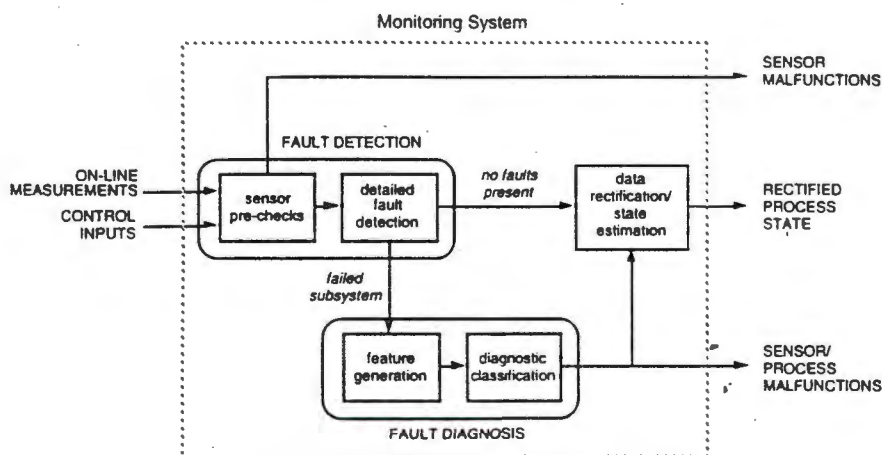 Monitoring System
SENSOR
MALFUNCTIONS
FAULT DETECTION
ON-LINE
MEASUREMENTS
CONTROL
INPUTS
sensor
pre-checks
detailed
fault
detection
no faults
present
data
rectification/
state
estimation
RECTIFIED
PROCESS
STATE
failed
subsystem
feature
generation
diagnostic
classification
SENSOR/
PROCESS
MALFUNCTIONS
FAULT DIAGNOSIS